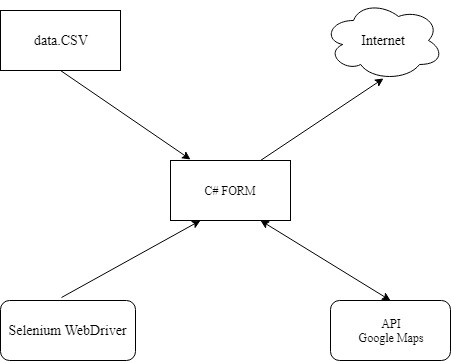 data.CSV
Internet
C# FORM
Selenium WebDriver
API
Google Maps